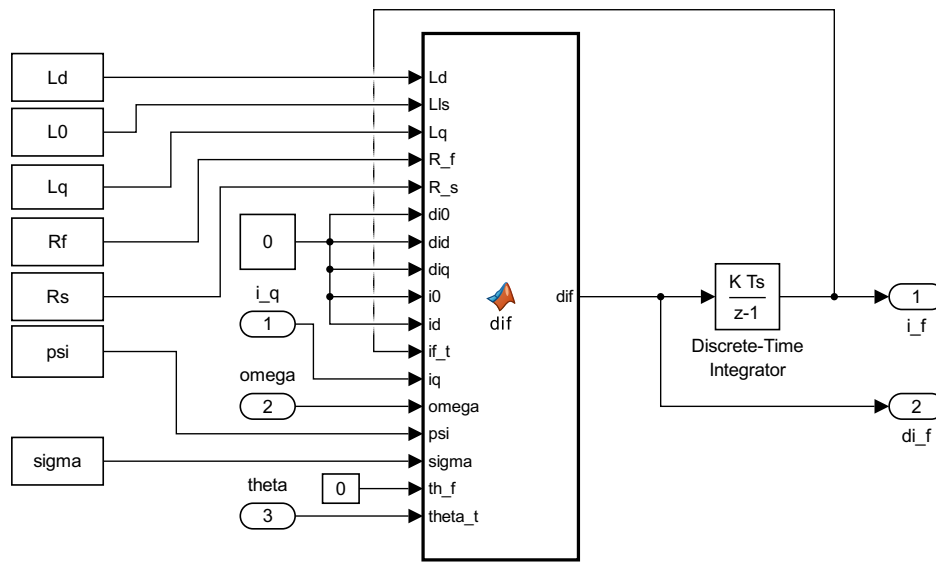 Ld
L0
Lq
Rf
Rs
psi
sigma
0
i_q
1
omega
2
theta
3
0
Ld
Lls
Lq
R_f
R_s
di0
did
diq
i0
id
if_t
iq
omega
psi
sigma
th_f
theta_t
dif
dif
K Ts
z-1
Discrete-Time
Integrator
1
i_f
2
di_f